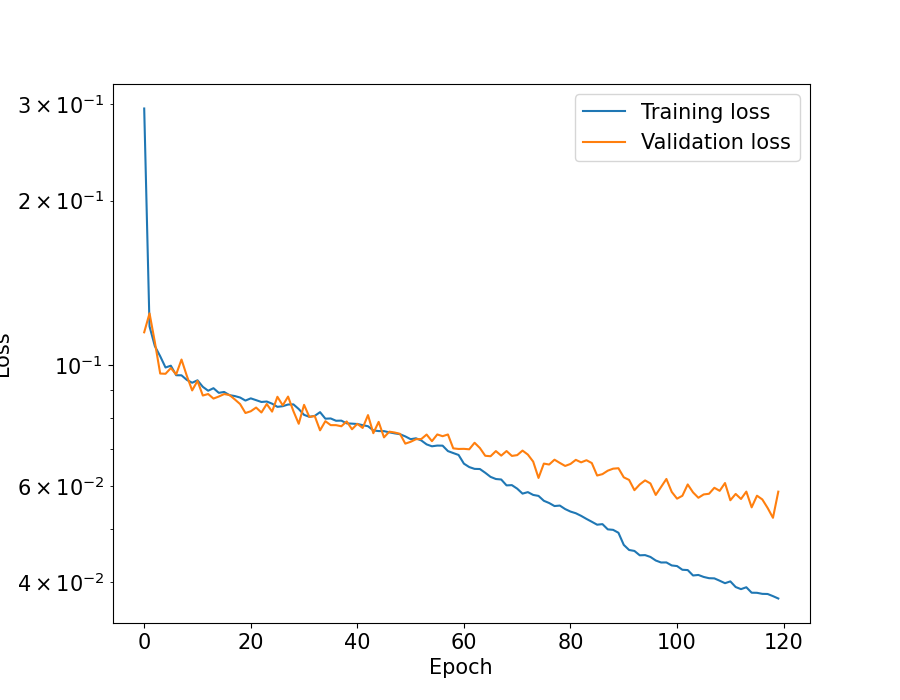 3 × 10⁻¹
2 × 10⁻¹
10⁻¹
6 × 10⁻²
4 × 10⁻²
Loss
Training loss
Validation loss
0 20 40 60 80 100 120
Epoch